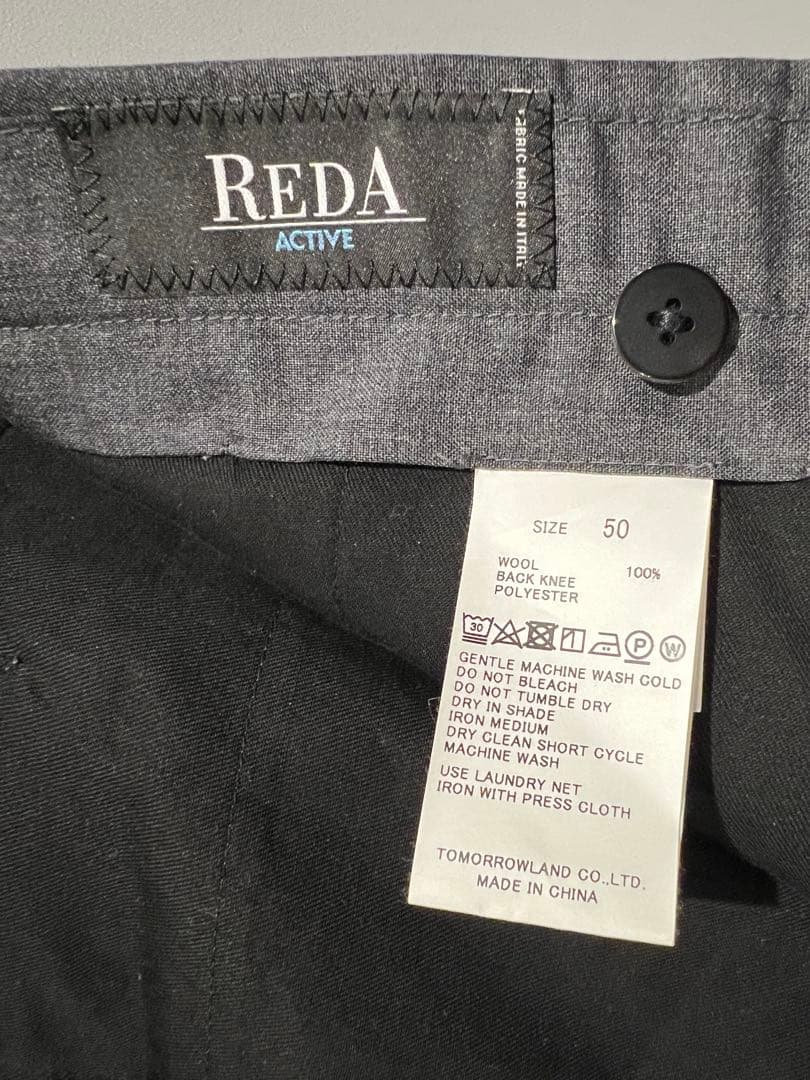 REDA
ACTIVE
FABRIC MADE IN ITALY
SIZE 50
WOOL 100%
BACK KNEE
POLYESTER
30 P W
GENTLE MACHINE WASH COLD
DO NOT BLEACH
DO NOT TUMBLE DRY
DRY IN SHADE
IRON MEDIUM
DRY CLEAN SHORT CYCLE
MACHINE WASH
USE LAUNDRY NET
IRON WITH PRESS CLOTH
TOMORROWLAND CO.,LTD.
MADE IN CHINA